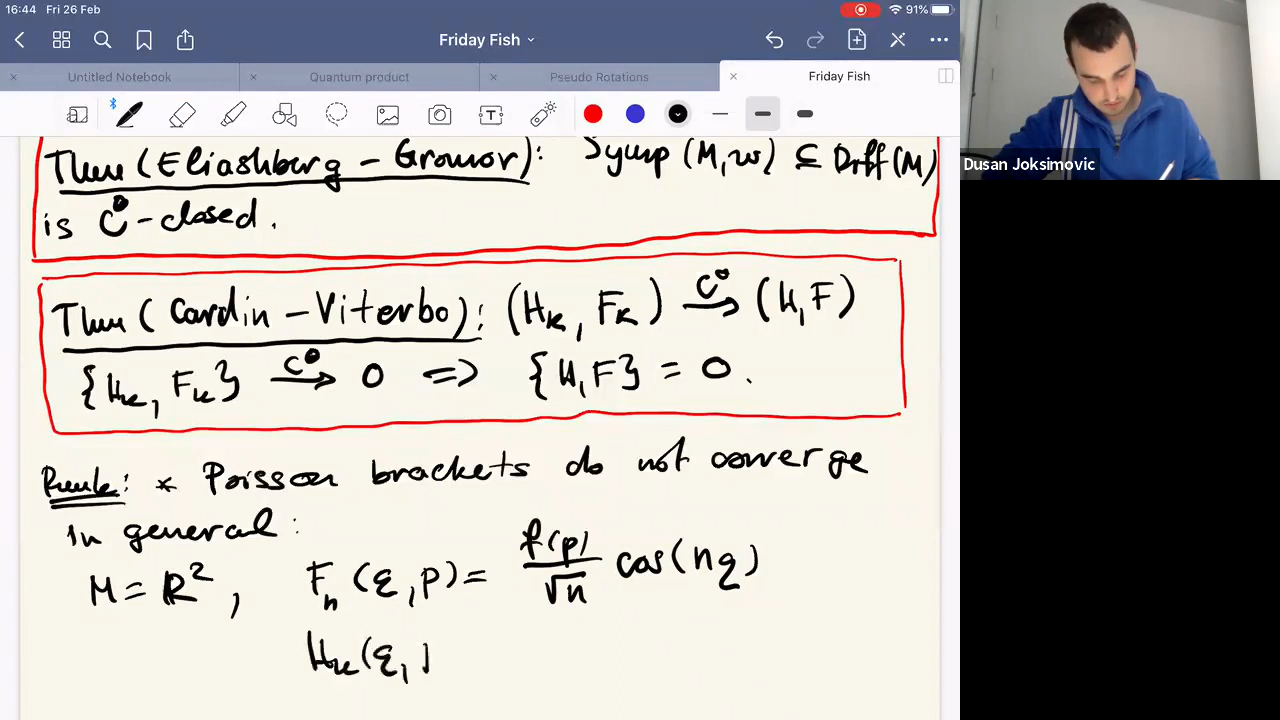 16:44 Fri 26 Feb 91%
Friday Fish
Untitled Notebook Quantum product Pseudo Rotations Friday Fish
Thm (Eliashberg - Gromov): Symp (M,ω) ⊆ Diff (M)
is C⁰-closed.
Thm (Cardin - Viterbo): (Hₖ, Fₖ) —C⁰→ (H,F)
{Hₖ, Fₖ} —C⁰→ 0 => {H,F} = 0.
Rmk: * Poisson brackets do not converge
in general:
M = R², Fₙ (q,p) = f(p)/√n cos(nq)
Hₖ(q,
Dusan Joksimovic